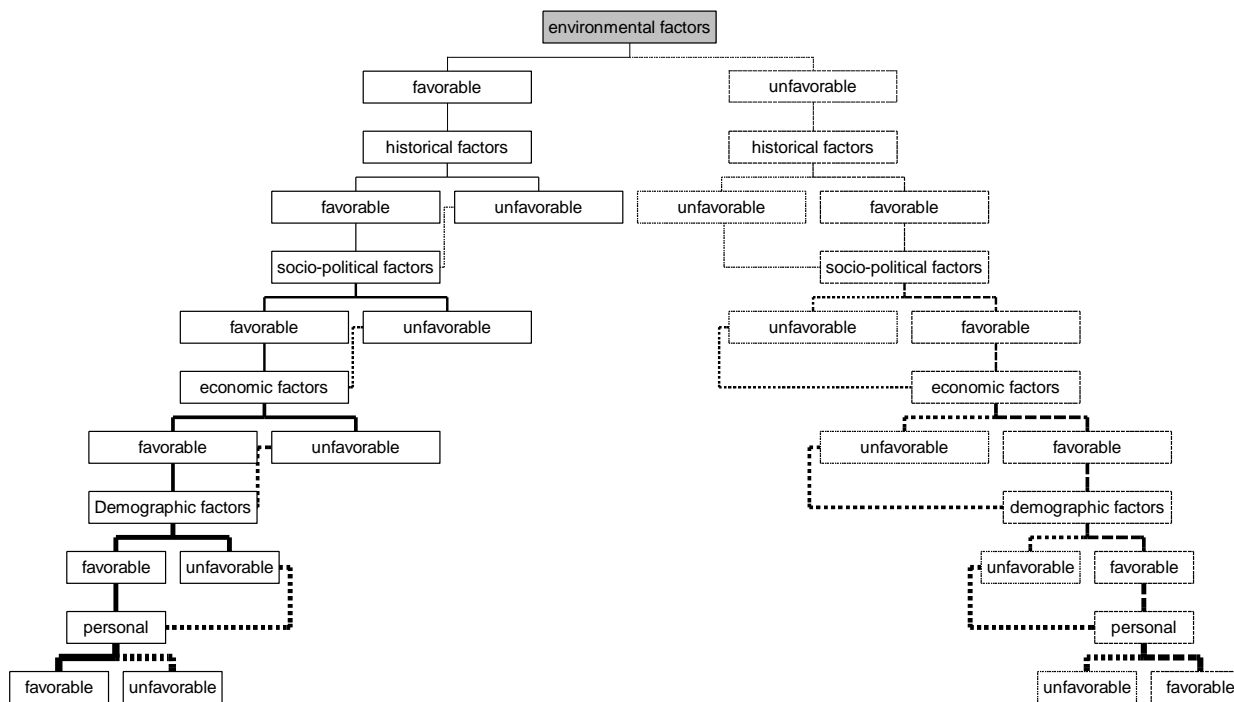 environmental factors
favorable
unfavorable
historical factors
historical factors
favorable
unfavorable
unfavorable
favorable
socio-political factors
socio-political factors
favorable
unfavorable
unfavorable
favorable
economic factors
economic factors
favorable
unfavorable
unfavorable
favorable
Demographic factors
demographic factors
favorable
unfavorable
unfavorable
favorable
personal
personal
favorable
unfavorable
unfavorable
favorable